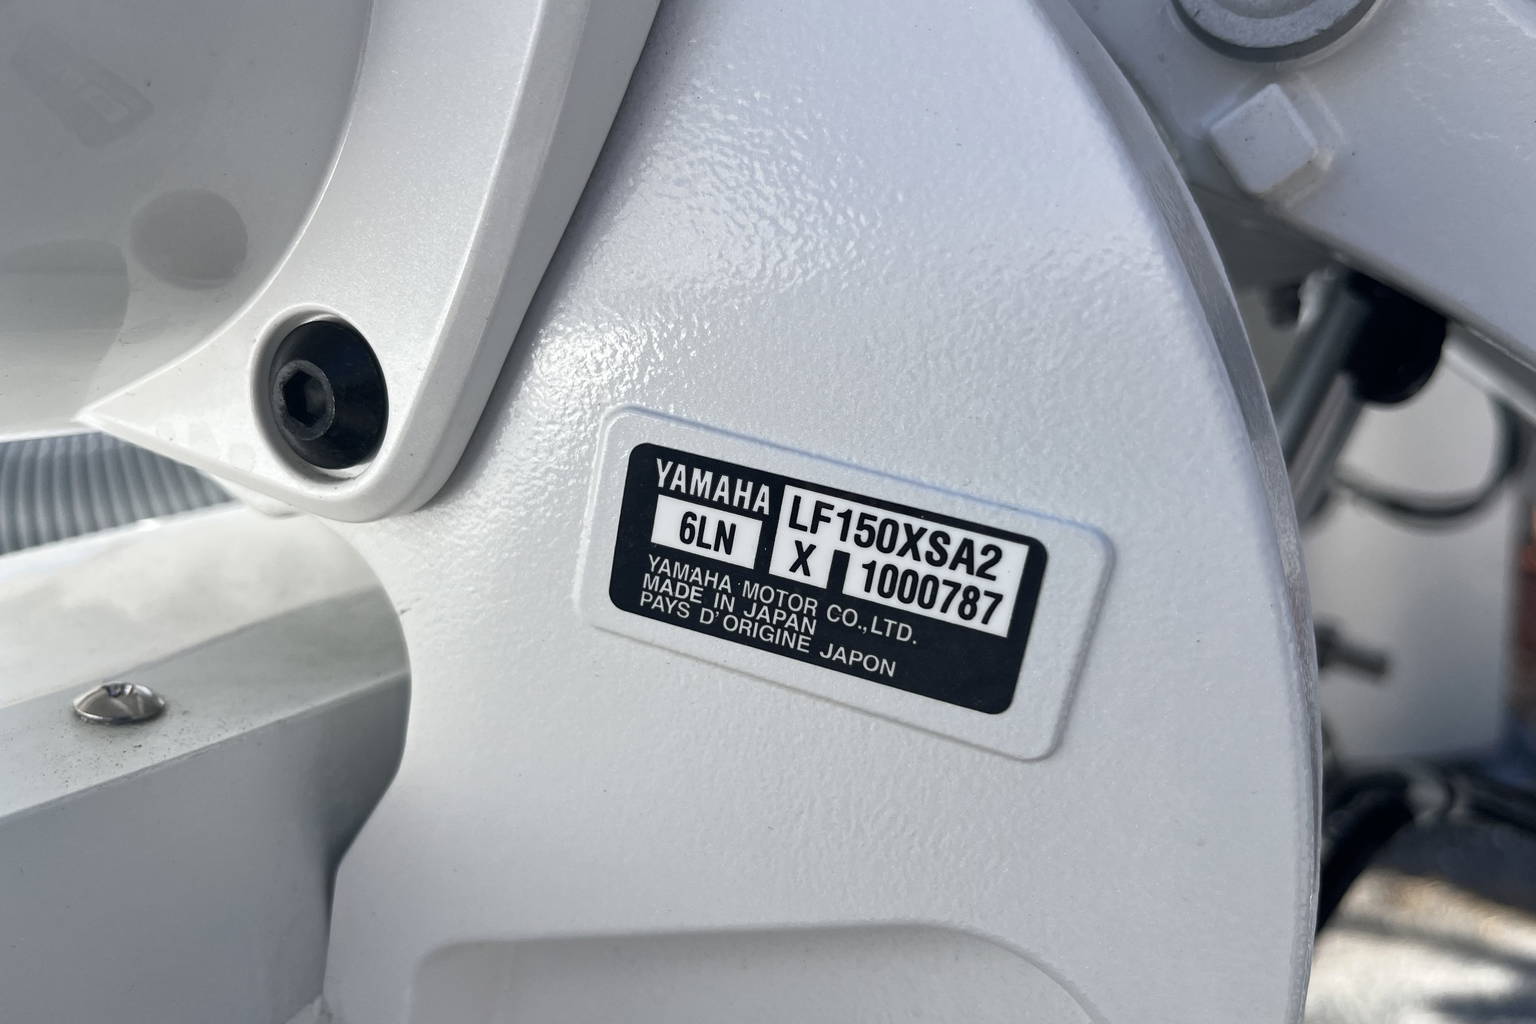 YAMAHA LF150XSA2
6LN X 1000787
YAMAHA MOTOR CO.,LTD.
MADE IN JAPAN
PAYS D'ORIGINE JAPON